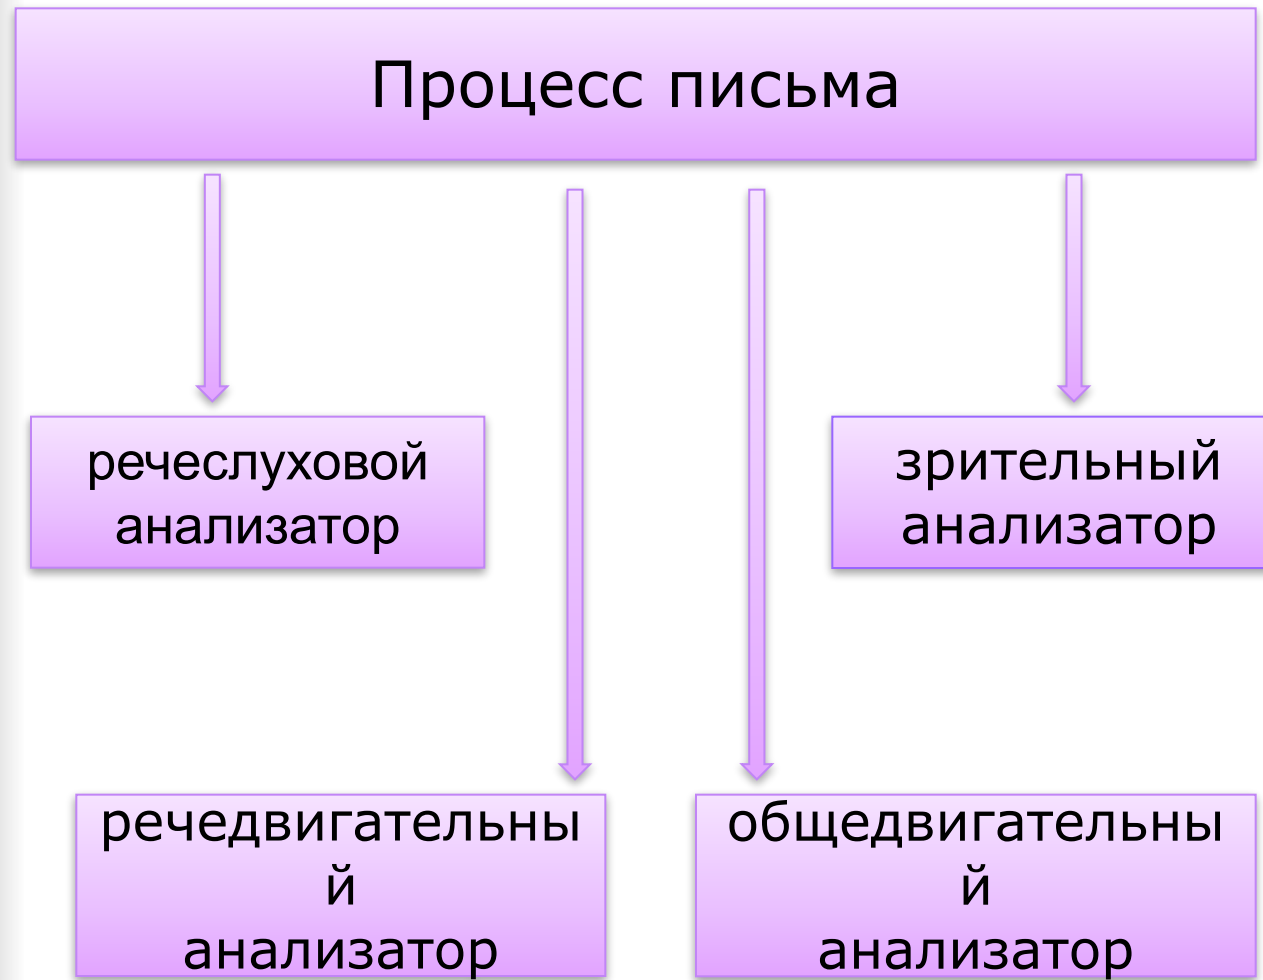 Процесс письма
речеслуховой
анализатор
зрительный
анализатор
речедвигательны
й
анализатор
общедвигательны
й
анализатор